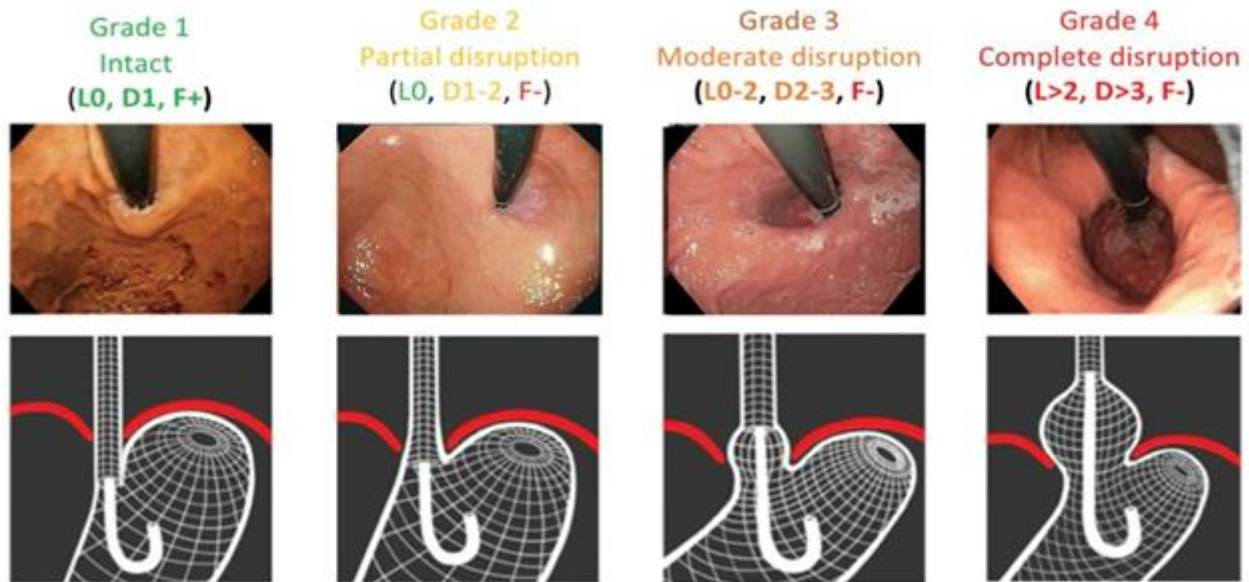 Grade 1
Intact
(L0, D1, F+)
Grade 2
Partial disruption
(L0, D1-2, F-)
Grade 3
Moderate disruption
(L0-2, D2-3, F-)
Grade 4
Complete disruption
(L>2, D>3, F-)